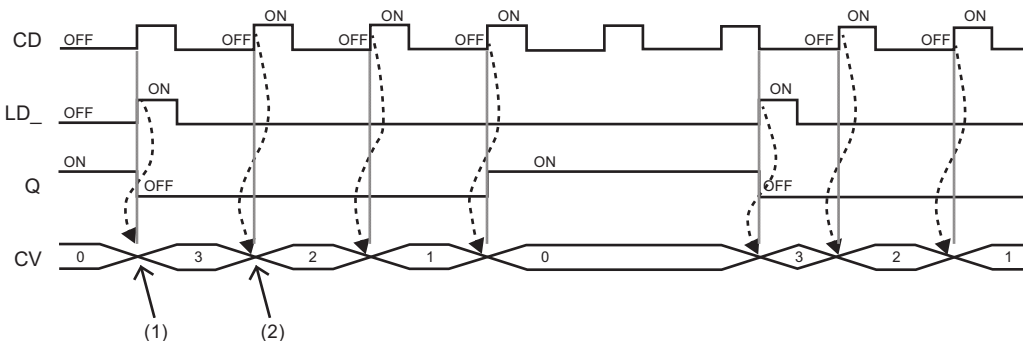 ON ON ON ON ON
CD OFF OFF OFF OFF OFF OFF
ON ON
LD_ OFF
ON ON
Q OFF OFF
CV 0 3 2 1 0 3 2 1
(1) (2)